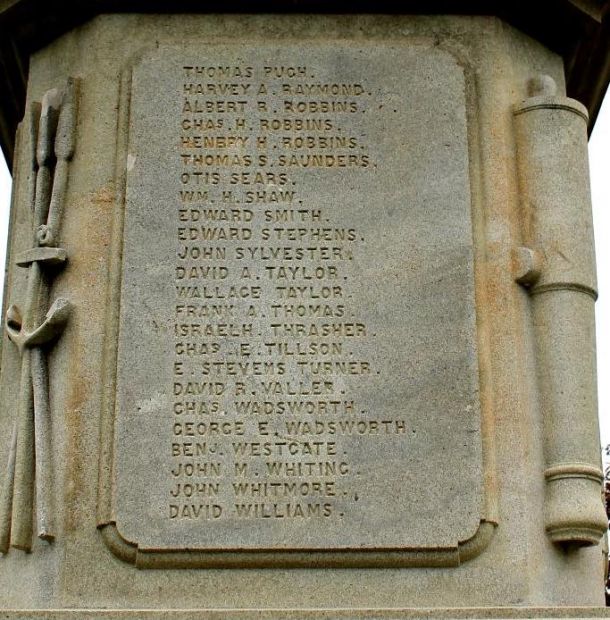 THOMAS PUGH.
HARVEY A. RAYMOND.
ALBERT R. ROBBINS.
CHAS. H. ROBBINS.
HENRY H. ROBBINS.
THOMAS S. SAUNDERS.
OTIS SEARS.
WM. H. SHAW.
EDWARD SMITH.
EDWARD STEPHENS.
JOHN SYLVESTER.
DAVID A. TAYLOR.
WALLACE TAYLOR.
FRANK A. THOMAS.
ISRAEL H. THRASHER.
CHAS. E. TILLSON.
E. STEVENS TURNER.
DAVID R. VALLER.
CHAS. WADSWORTH.
GEORGE E. WADSWORTH.
BENJ. WESTGATE.
JOHN M. WHITING.
JOHN WHITMORE.
DAVID WILLIAMS.